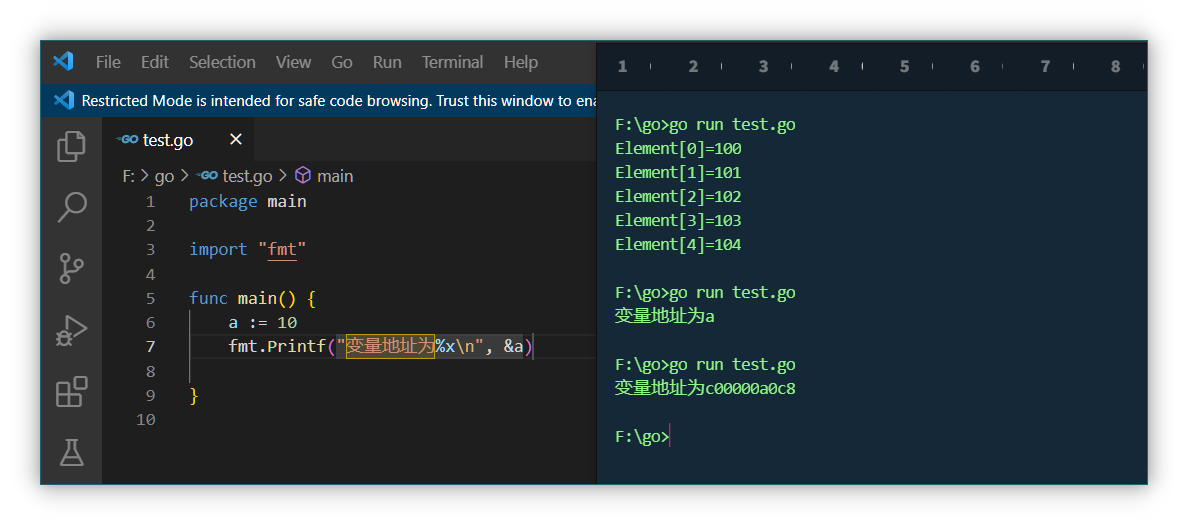 File Edit Selection View Go Run Terminal Help
Restricted Mode is intended for safe code browsing. Trust this window to ena
GO test.go
F: > go > GO test.go > main
1 package main
2
3 import "fmt"
4
5 func main() {
6 a := 10
7 fmt.Printf("变量地址为%x\n", &a)
8
9 }
10
1 2 3 4 5 6 7 8
F:\go>go run test.go
Element[0]=100
Element[1]=101
Element[2]=102
Element[3]=103
Element[4]=104
F:\go>go run test.go
变量地址为a
F:\go>go run test.go
变量地址为c00000a0c8
F:\go>